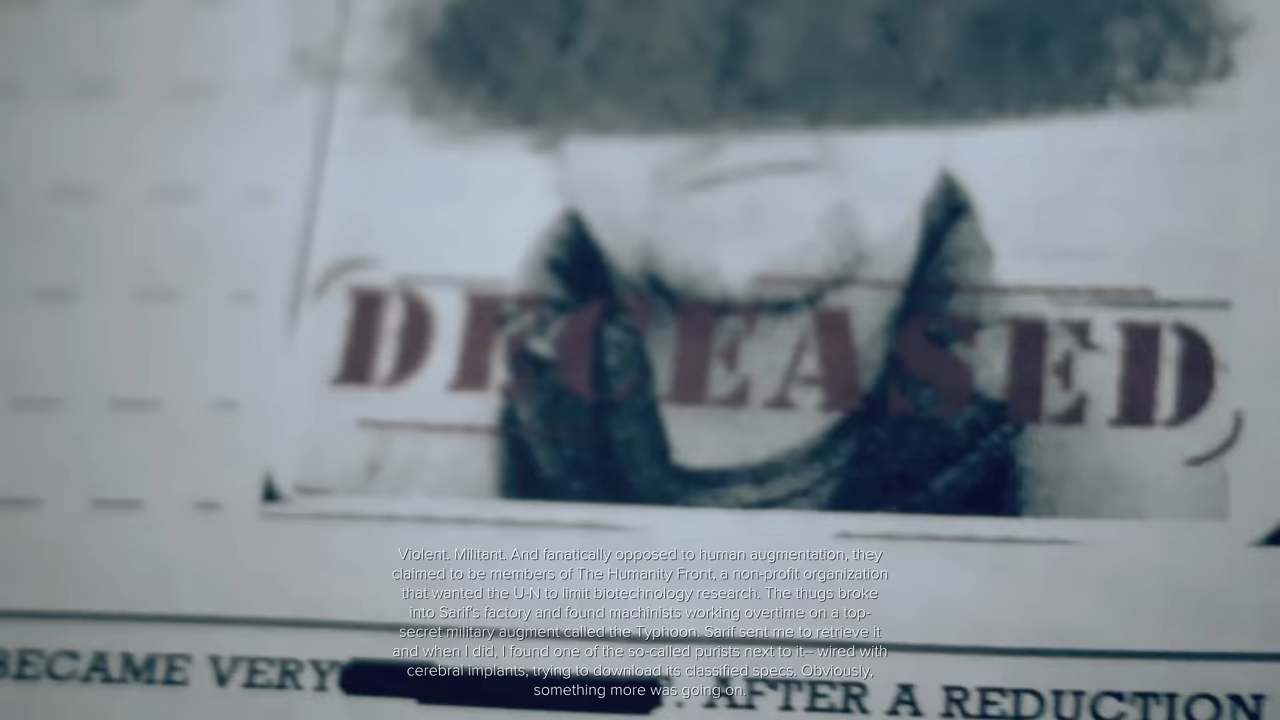 DECEASED
Violent. Militant. And fanatically opposed to human augmentation, they
claimed to be members of The Humanity Front, a non-profit organization
that wanted the U-N to limit biotechnology research. The thugs broke
into Sarif's factory and found machinists working overtime on a top-
secret military augment called the Typhoon. Sarif sent me to retrieve it
and when I did, I found one of the so-called purists next to it-- wired with
cerebral implants, trying to download its classified specs. Obviously,
something more was going on.
BECAME VERY . AFTER A REDUCTION